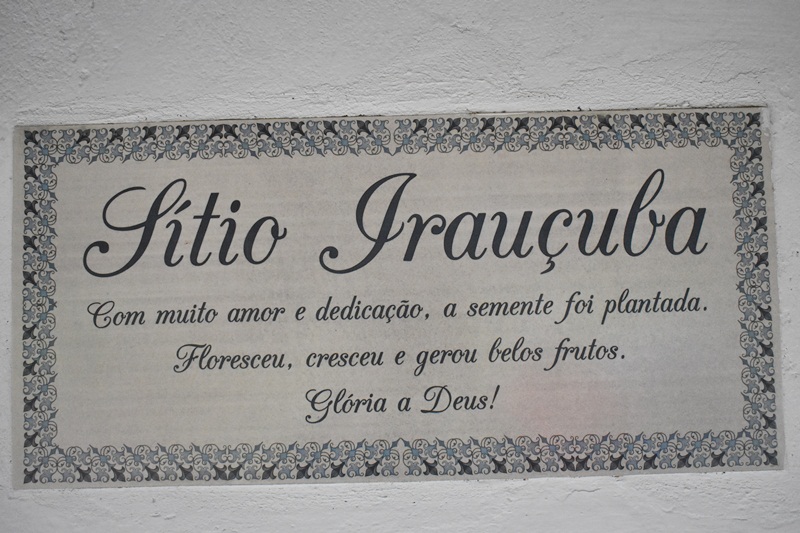 Sítio Irauçuba
Com muito amor e dedicação, a semente foi plantada.
Floresceu, cresceu e gerou belos frutos.
Glória a Deus!